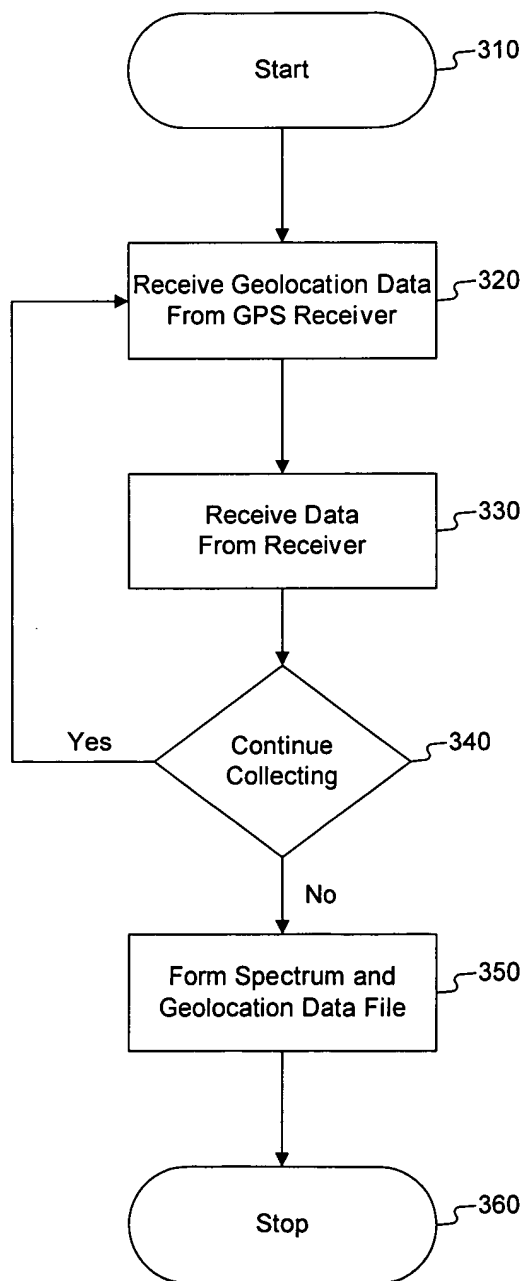 Start
310
Receive Geolocation Data
From GPS Receiver
320
Receive Data
From Receiver
330
Yes
Continue
Collecting
340
No
Form Spectrum and
Geolocation Data File
350
Stop
360